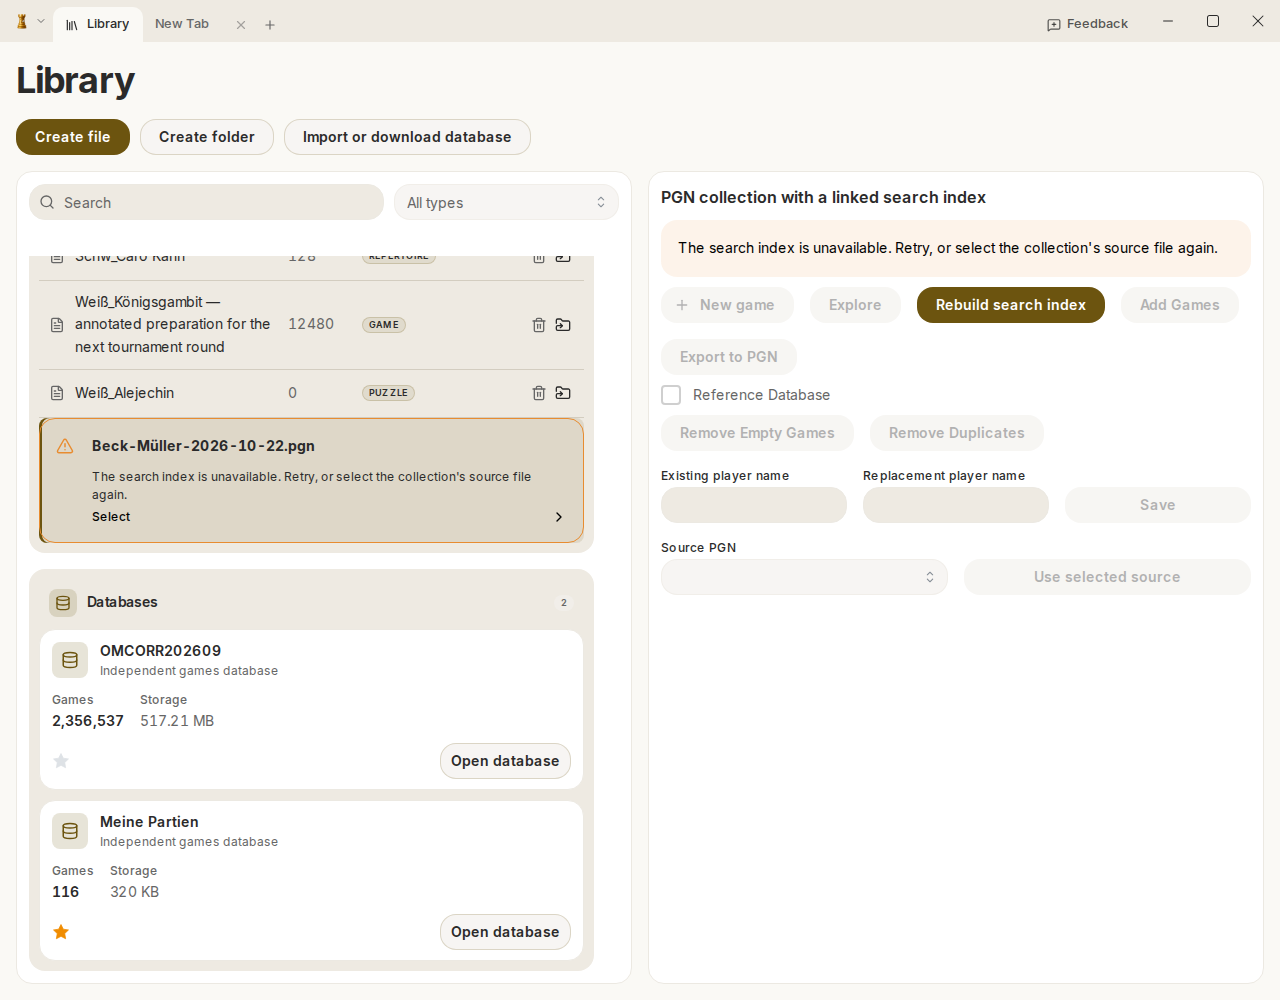 Library
New Tab
Feedback
Library
Create file
Create folder
Import or download database
Search
All types
Schw_Caro Kann
128
REPERTOIRE
Weiß_Königsgambit —
annotated preparation for the
next tournament round
12480
GAME
Weiß_Alejechin
0
PUZZLE
Beck-Müller-2026-10-22.pgn
The search index is unavailable. Retry, or select the collection's source file
again.
Select
Databases
2
OMCORR202609
Independent games database
Games
Storage
2,356,537
517.21 MB
Open database
Meine Partien
Independent games database
Games
Storage
116
320 KB
Open database
PGN collection with a linked search index
The search index is unavailable. Retry, or select the collection's source file again.
New game
Explore
Rebuild search index
Add Games
Export to PGN
Reference Database
Remove Empty Games
Remove Duplicates
Existing player name
Replacement player name
Save
Source PGN
Use selected source